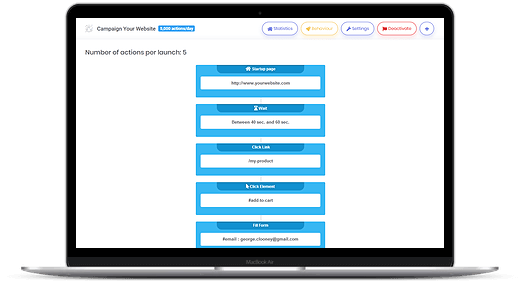 Campaign Your Website 5,000 actions/day
Statistics
Behaviour
Settings
Deactivate
Number of actions per launch: 5
Startup page
http://www.yourwebsite.com
Wait
Between 40 sec. and 60 sec.
Click Link
/my-product
Click Element
#add to cart
Fill Form
#email : george.clooney@gmail.com
MacBook Air